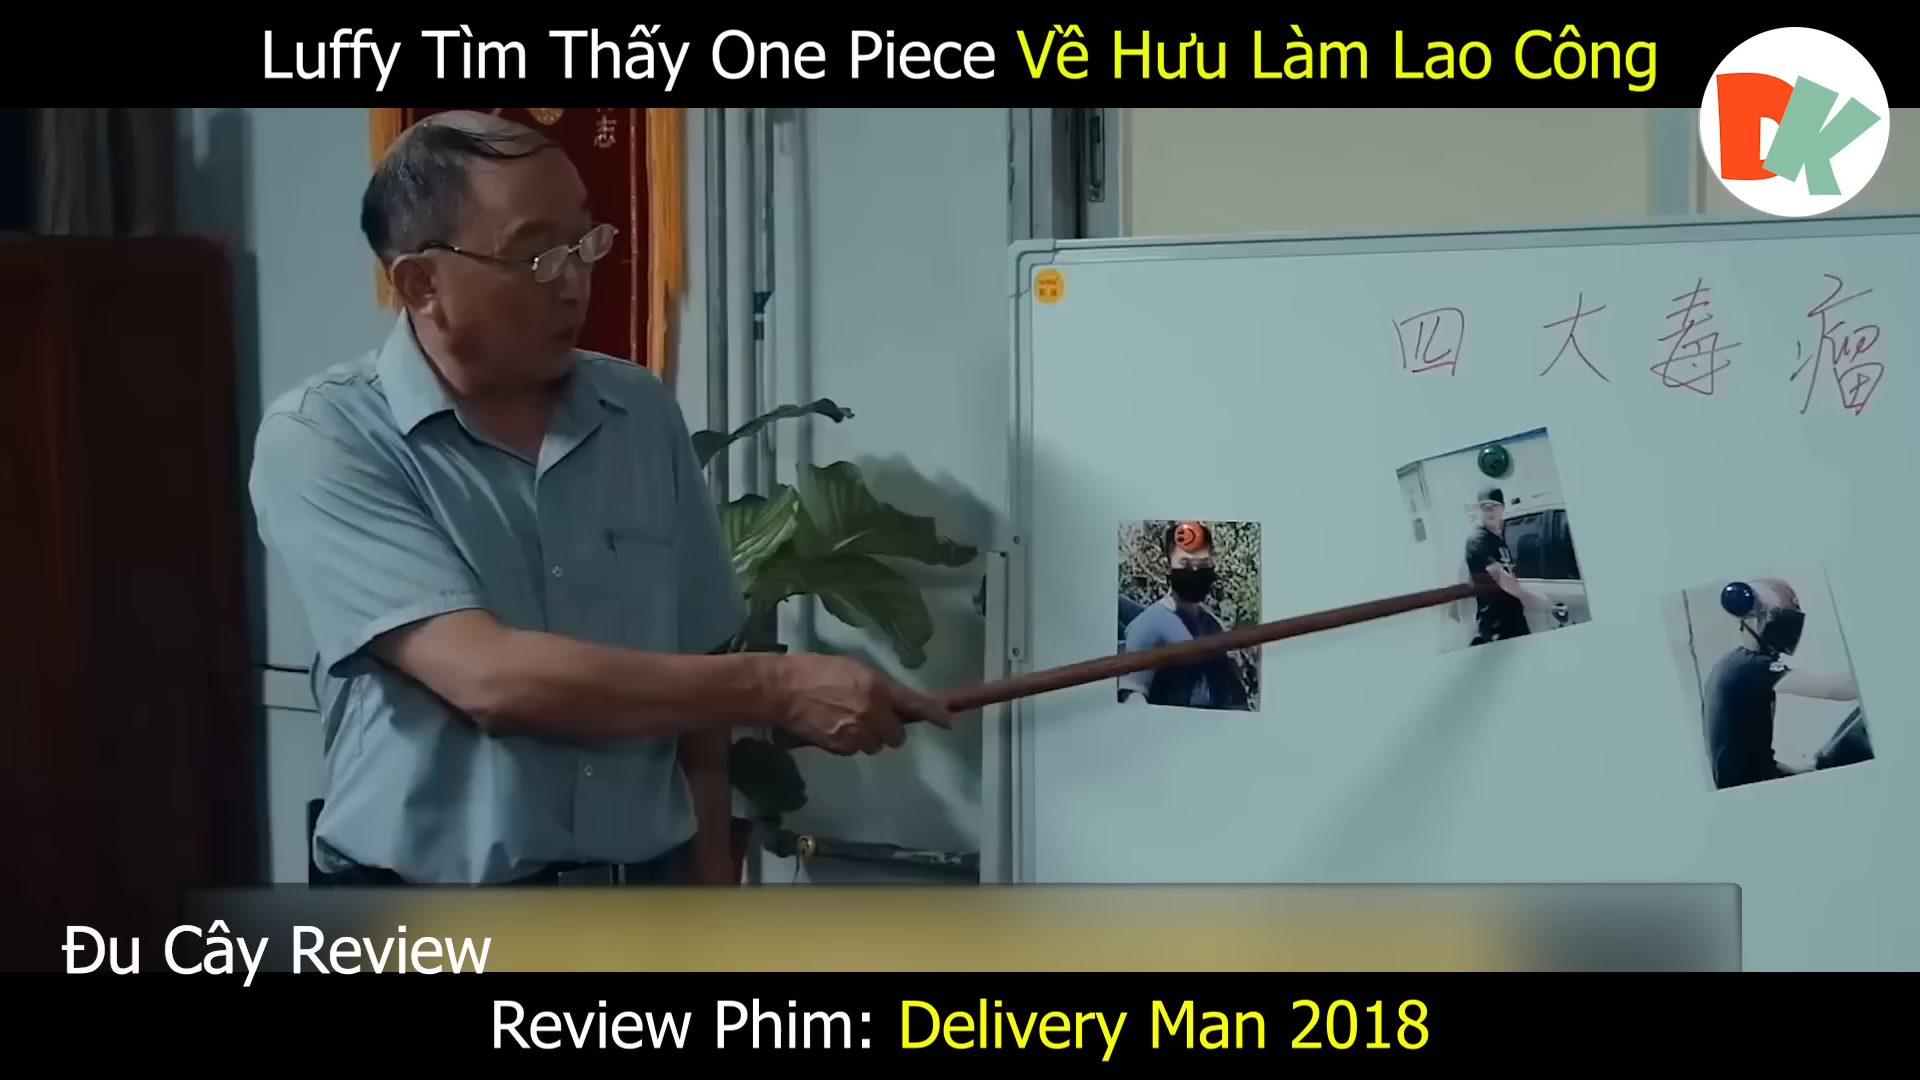 Luffy Tìm Thấy One Piece Về Hưu Làm Lao Công
DK
志
四大毒瘤
Đu Cây Review
Review Phim: Delivery Man 2018